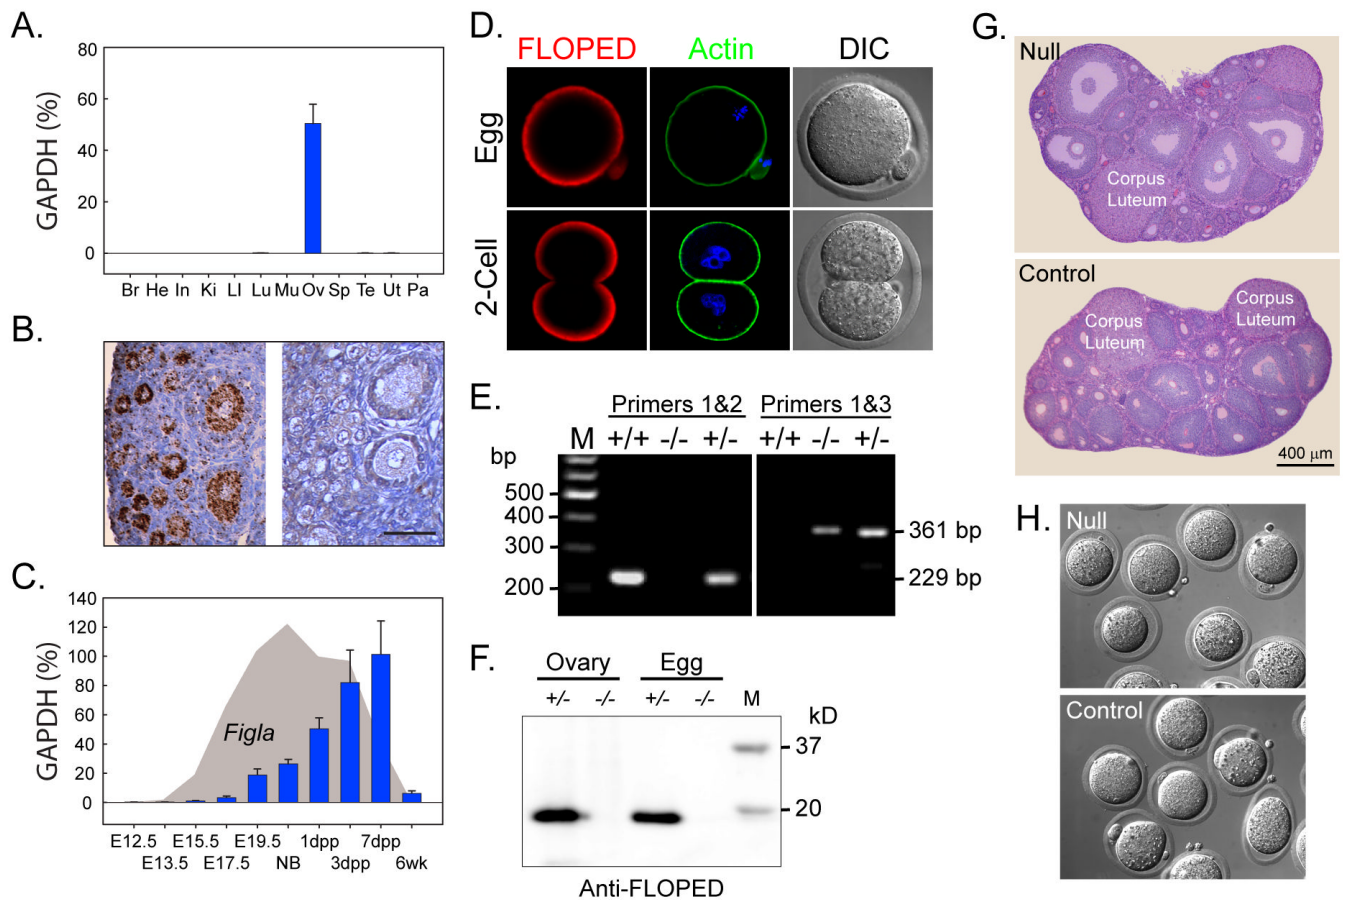 A.
GAPDH (%)
80
60
40
20
0
Br He In Ki LI Lu Mu Ov Sp Te Ut Pa
B.
C.
GAPDH (%)
140
120
100
80
60
40
20
0
Figla
E12.5 E15.5 E19.5 1dpp 7dpp
E13.5 E17.5 NB 3dpp 6wk
D.
FLOPED Actin DIC
Egg
2-Cell
E.
Primers 1&2 Primers 1&3
M +/+ -/- +/- +/+ -/- +/-
bp
500
400
300
200
361 bp
229 bp
F.
Ovary Egg
+/- -/- +/- -/- M
kD
37
20
Anti-FLOPED
G.
Null
Corpus
Luteum
Control
Corpus
Luteum
Corpus
Luteum
400 μm
H.
Null
Control